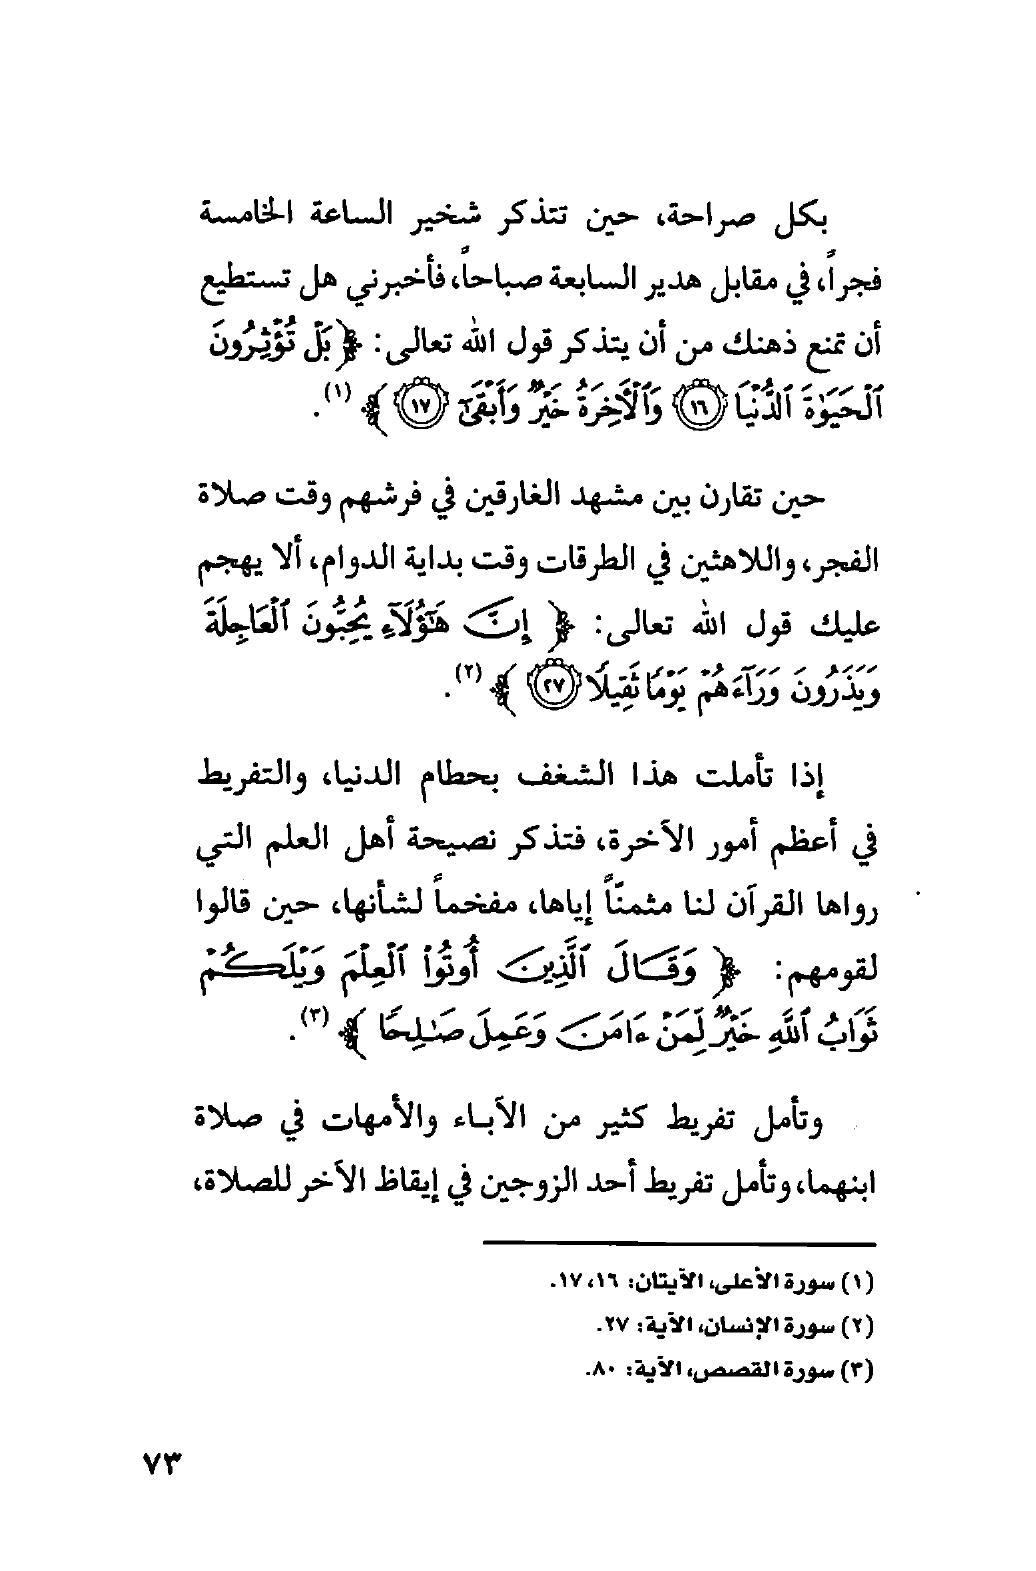 بكل صراحة، حين تتذكر شخير الساعة الخامسة
فجراً، في مقابل هدير السابعة صباحاً، فأخبرني هل تستطيع
أن تمنع ذهنك من أن يتذكر قول الله تعالى: ﴿ بَلْ تُؤْثِرُونَ
ٱلْحَيَوٰةَ ٱلدُّنْيَا ١٦ وَٱلْأَخِرَةُ خَيْرٌ وَأَبْقَىٰٓ ١٧ ﴾ (١).
حين تقارن بين مشهد الغارقين في فرشهم وقت صلاة
الفجر، واللاهثين في الطرقات وقت بداية الدوام، ألا يهجم
عليك قول الله تعالى: ﴿ إِنَّ هَٰٓؤُلَآءِ يُحِبُّونَ ٱلْعَاجِلَةَ
وَيَذَرُونَ وَرَآءَهُمْ يَوْمًا ثَقِيلًا ٢٧ ﴾ (٢).
إذا تأملت هذا الشغف بحطام الدنيا، والتفريط
في أعظم أمور الآخرة، فتذكر نصيحة أهل العلم التي
رواها القرآن لنا مثمنّاً إياها، مفخماً لشأنها، حين قالوا
لقومهم: ﴿ وَقَالَ ٱلَّذِينَ أُوتُوا۟ ٱلْعِلْمَ وَيْلَكُمْ
ثَوَابُ ٱللَّهِ خَيْرٌ لِّمَنْ ءَامَنَ وَعَمِلَ صَٰلِحًا ﴾ (٣).
وتأمل تفريط كثير من الآباء والأمهات في صلاة
ابنهما، وتأمل تفريط أحد الزوجين في إيقاظ الآخر للصلاة،
(١) سورة الأعلى، الآيتان: ١٦، ١٧.
(٢) سورة الإنسان، الآية: ٢٧.
(٣) سورة القصص، الآية: ٨٠.
٧٣